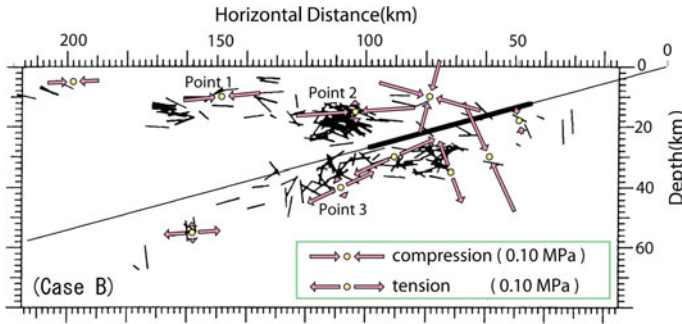 Horizontal Distance(km)
200 150 100 50 0
Point 1
Point 2
Point 3
0
20
40
60
Depth(km)
(Case B)
compression ( 0.10 MPa )
tension ( 0.10 MPa )